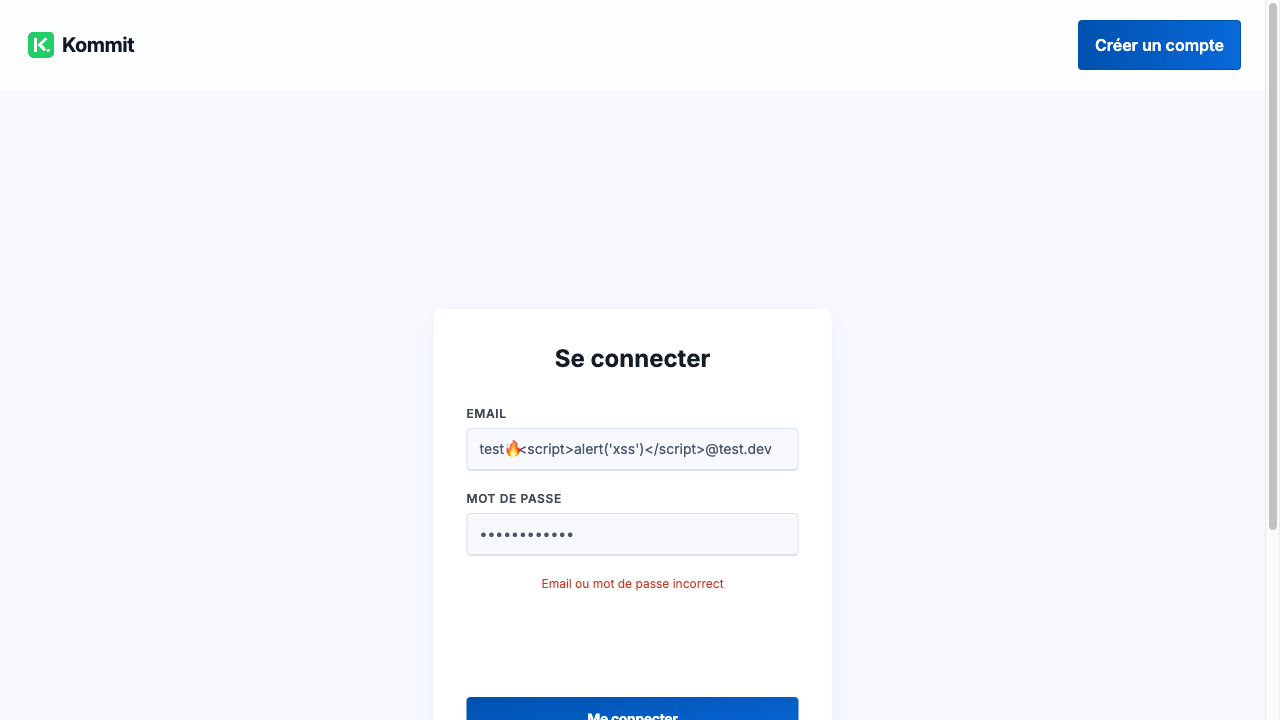 Kommit
Créer un compte
Se connecter
EMAIL
test🔥<script>alert('xss')</script>@test.dev
MOT DE PASSE
••••••••••••
Email ou mot de passe incorrect
Me connecter